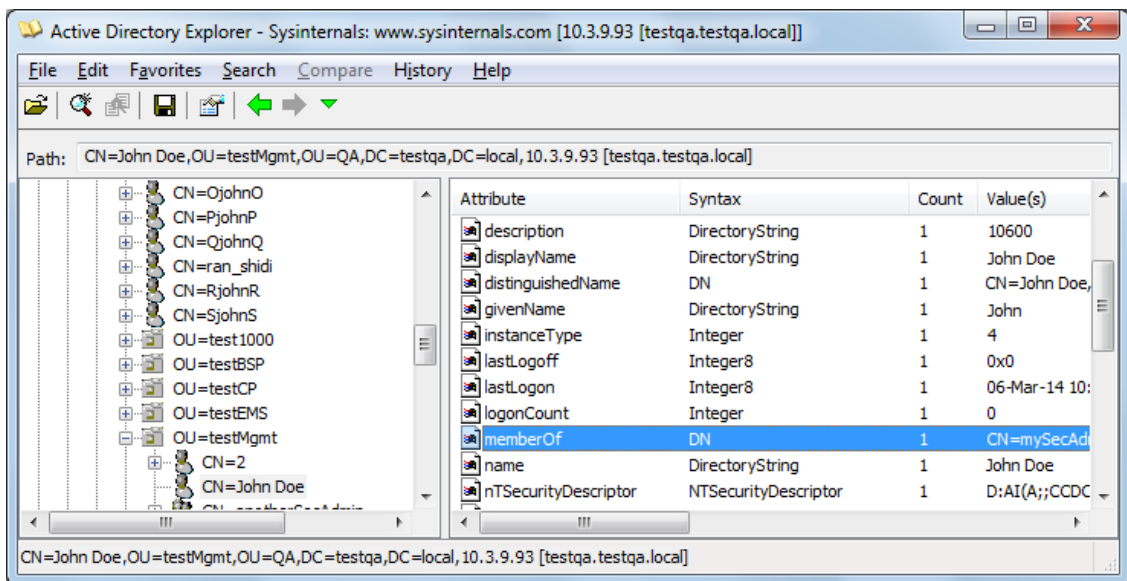 Active Directory Explorer - Sysinternals: www.sysinternals.com [10.3.9.93 [testqa.testqa.local]]
File Edit Favorites Search Compare History Help
Path: CN=John Doe,OU=testMgmt,OU=QA,DC=testqa,DC=local,10.3.9.93 [testqa.testqa.local]
CN=OjohnO
CN=PjohnP
CN=QjohnQ
CN=ran_shidi
CN=RjohnR
CN=SjohnS
OU=test1000
OU=testBSP
OU=testCP
OU=testEMS
OU=testMgmt
CN=2
CN=John Doe
Attribute Syntax Count Value(s)
description DirectoryString 1 10600
displayName DirectoryString 1 John Doe
distinguishedName DN 1 CN=John Doe,
givenName DirectoryString 1 John
instanceType Integer 1 4
lastLogoff Integer8 1 0x0
lastLogon Integer8 1 06-Mar-14 10:
logonCount Integer 1 0
memberOf DN 1 CN=mySecAd
name DirectoryString 1 John Doe
nTSecurityDescriptor NTSecurityDescriptor 1 D:AI(A;;CCDC
CN=John Doe,OU=testMgmt,OU=QA,DC=testqa,DC=local,10.3.9.93 [testqa.testqa.local]